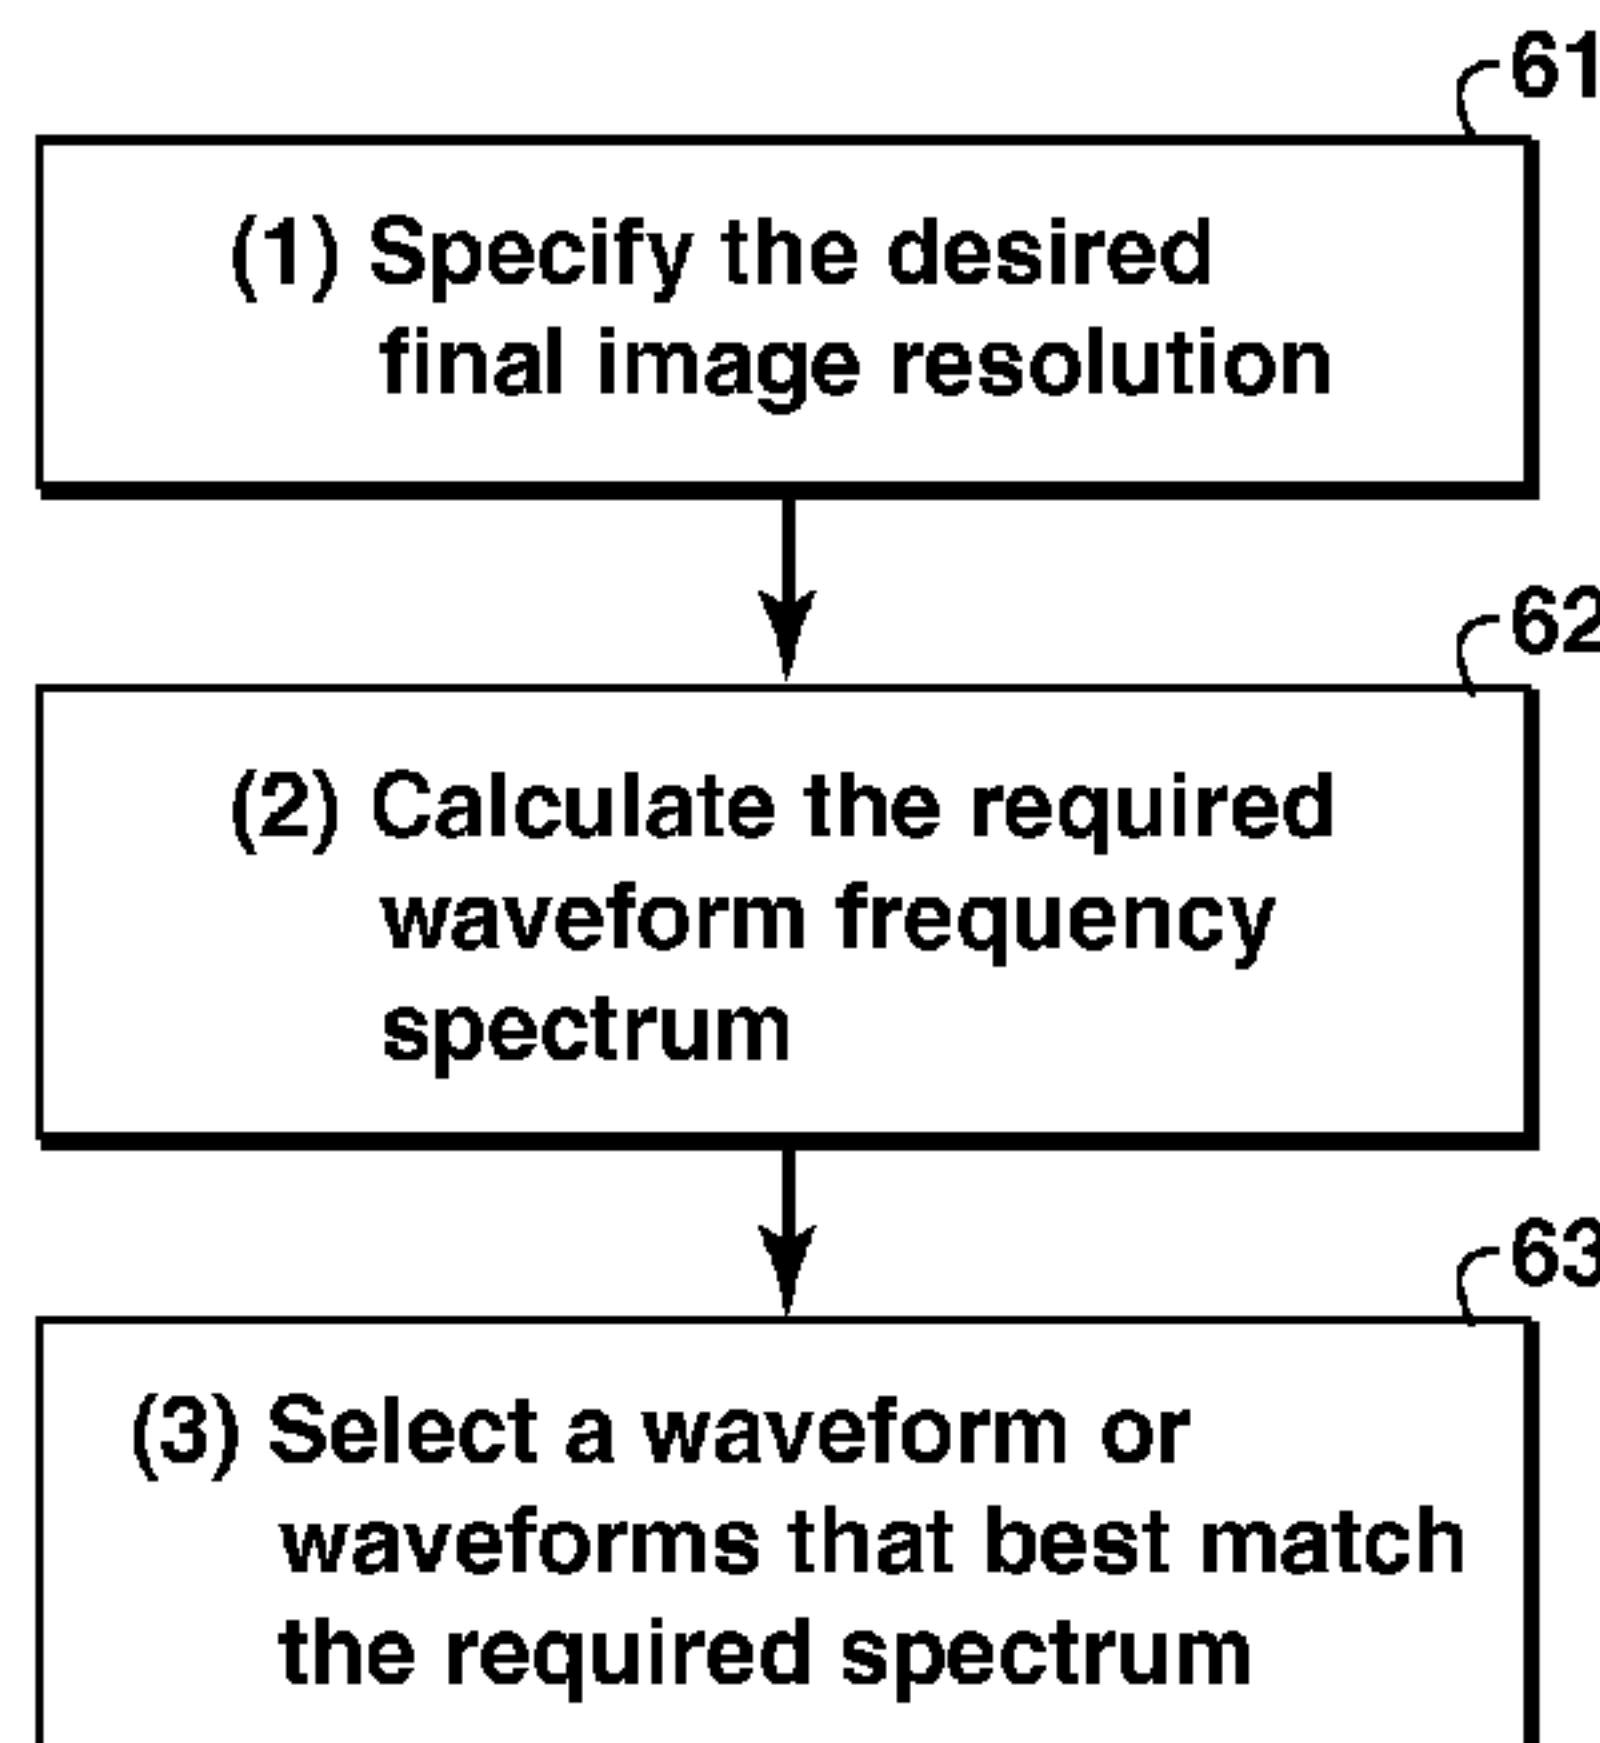 61
(1) Specify the desired
final image resolution
62
(2) Calculate the required
waveform frequency
spectrum
63
(3) Select a waveform or
waveforms that best match
the required spectrum